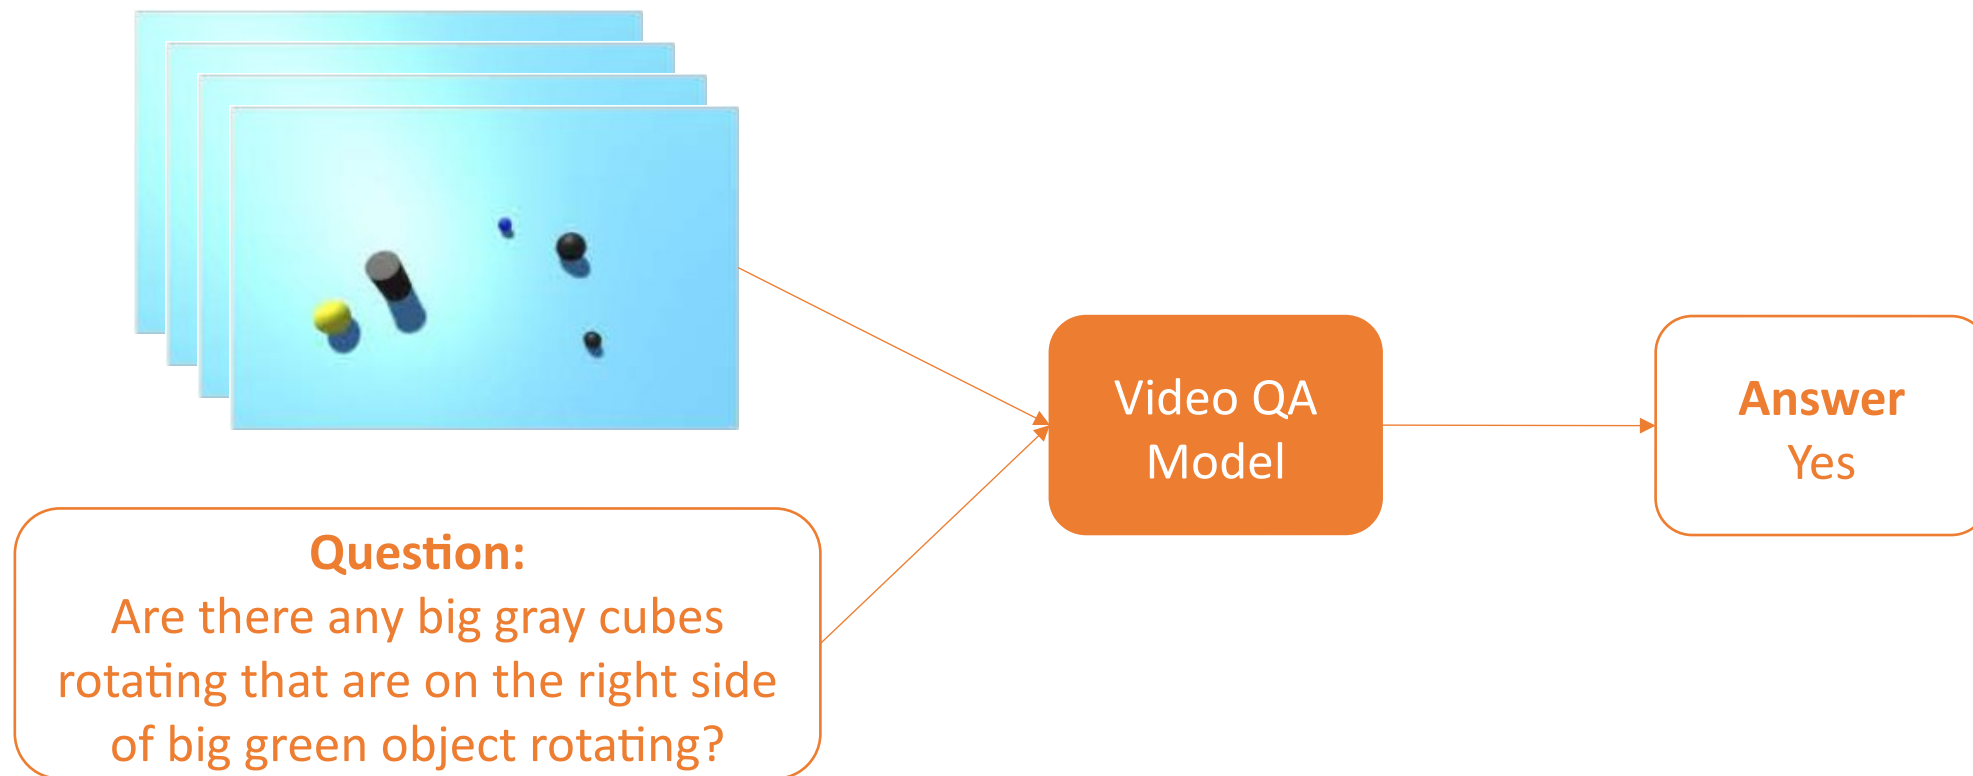 Question:
Are there any big gray cubes
rotating that are on the right side
of big green object rotating?
Video QA
Model
Answer
Yes